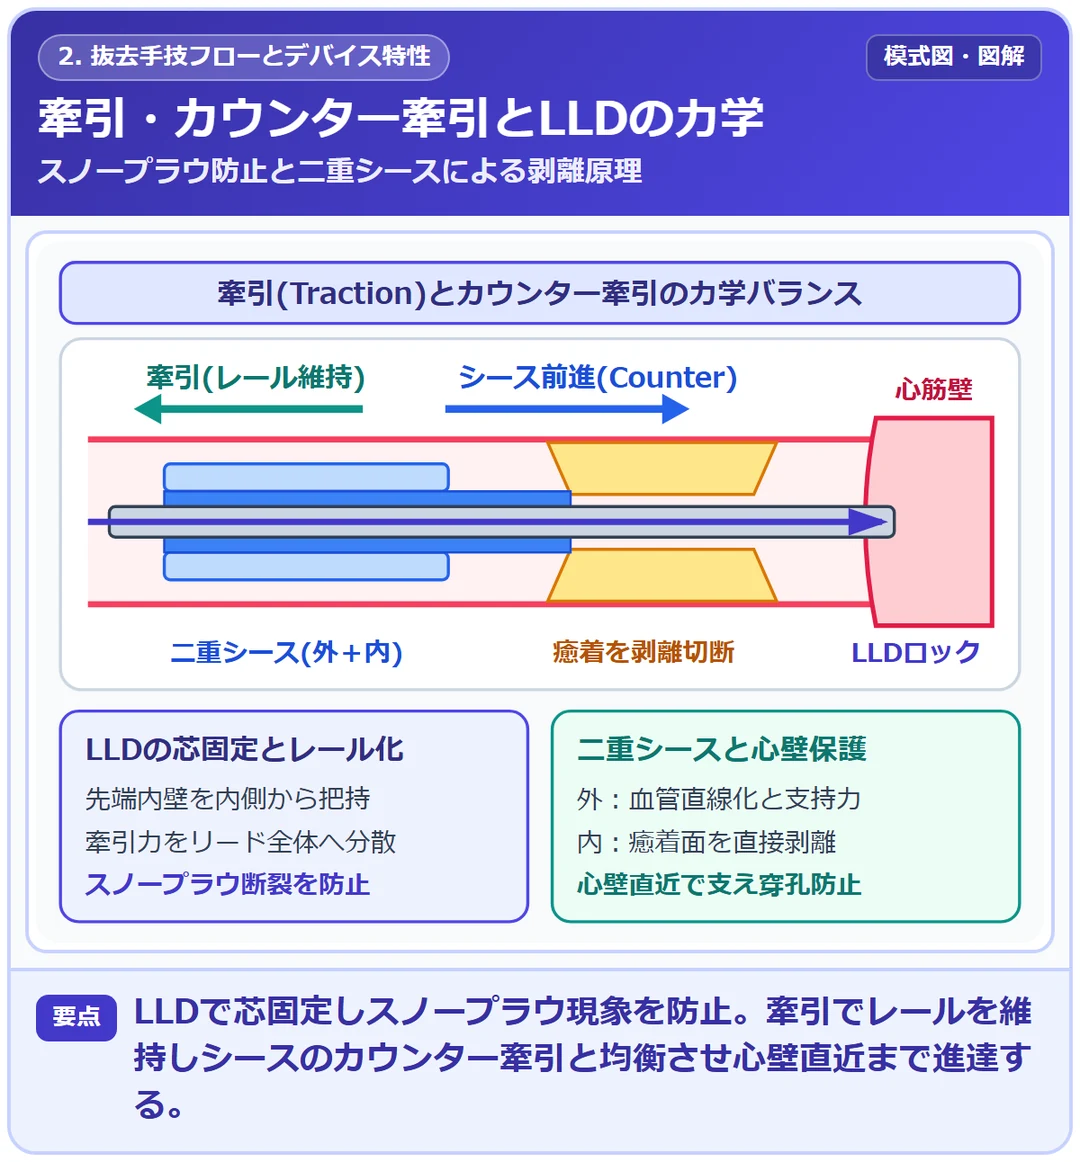 2. 抜去手技フローとデバイス特性
模式図・図解
牽引・カウンター牽引とLLDの力学
スノープラウ防止と二重シースによる剥離原理
牽引(Traction)とカウンター牽引の力学バランス
牽引(レール維持)
シース前進(Counter)
心筋壁
二重シース(外+内)
癒着を剥離切断
LLDロック
LLDの芯固定とレール化
先端内壁を内側から把持
牽引力をリード全体へ分散
スノープラウ断裂を防止
二重シースと心壁保護
外：血管直線化と支持力
内：癒着面を直接剥離
心壁直近で支え穿孔防止
要点
LLDで芯固定しスノープラウ現象を防止。牽引でレールを維
持しシースのカウンター牽引と均衡させ心壁直近まで進達す
る。